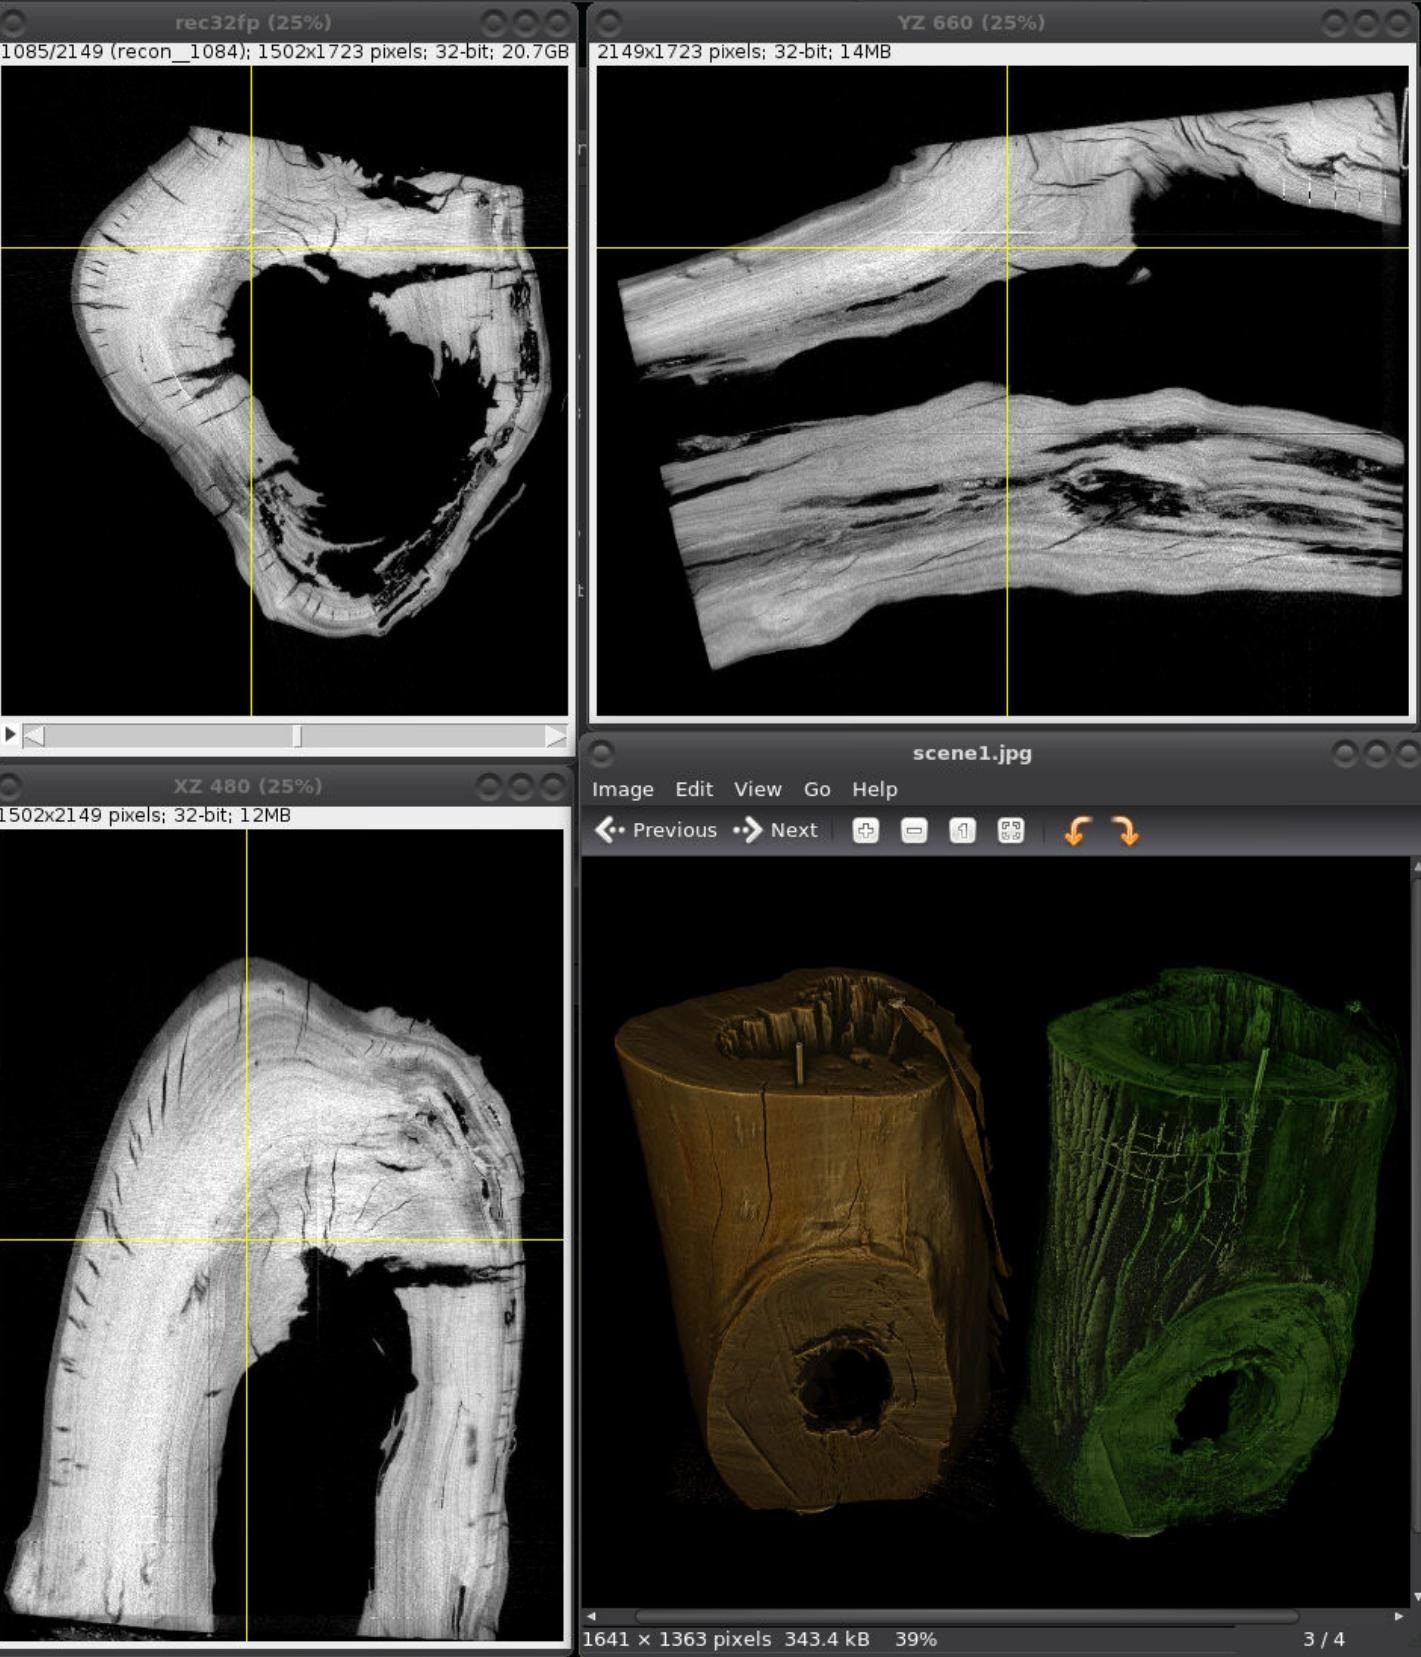 rec32fp (25%)
1085/2149 (recon__1084); 1502x1723 pixels; 32-bit; 20.7GB
YZ 660 (25%)
2149x1723 pixels; 32-bit; 14MB
XZ 480 (25%)
1502x2149 pixels; 32-bit; 12MB
scene1.jpg
Image Edit View Go Help
Previous Next
1641 × 1363 pixels 343.4 kB 39% 3 / 4